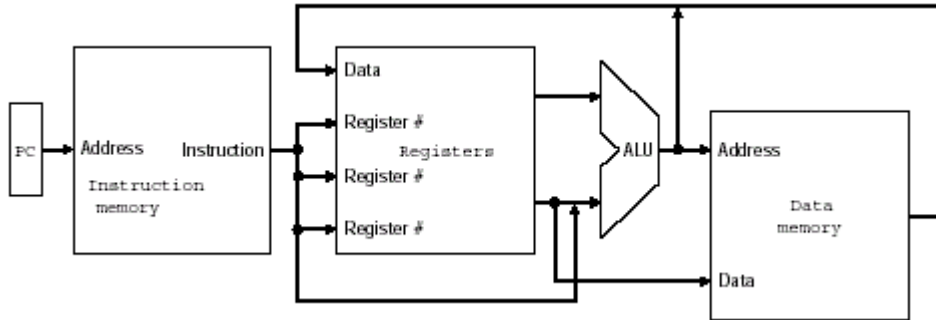 Data
Register #
PC
Address
Instruction
Registers
ALU
Address
Instruction
memory
Register #
Register #
Data
memory
Data